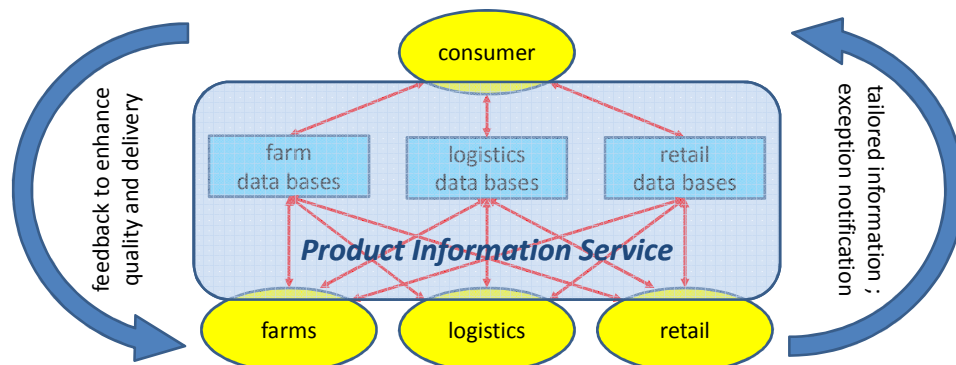 consumer
feedback to enhance
quality and delivery
tailored information ;
exception notification
farm
data bases
logistics
data bases
retail
data bases
Product Information Service
farms
logistics
retail